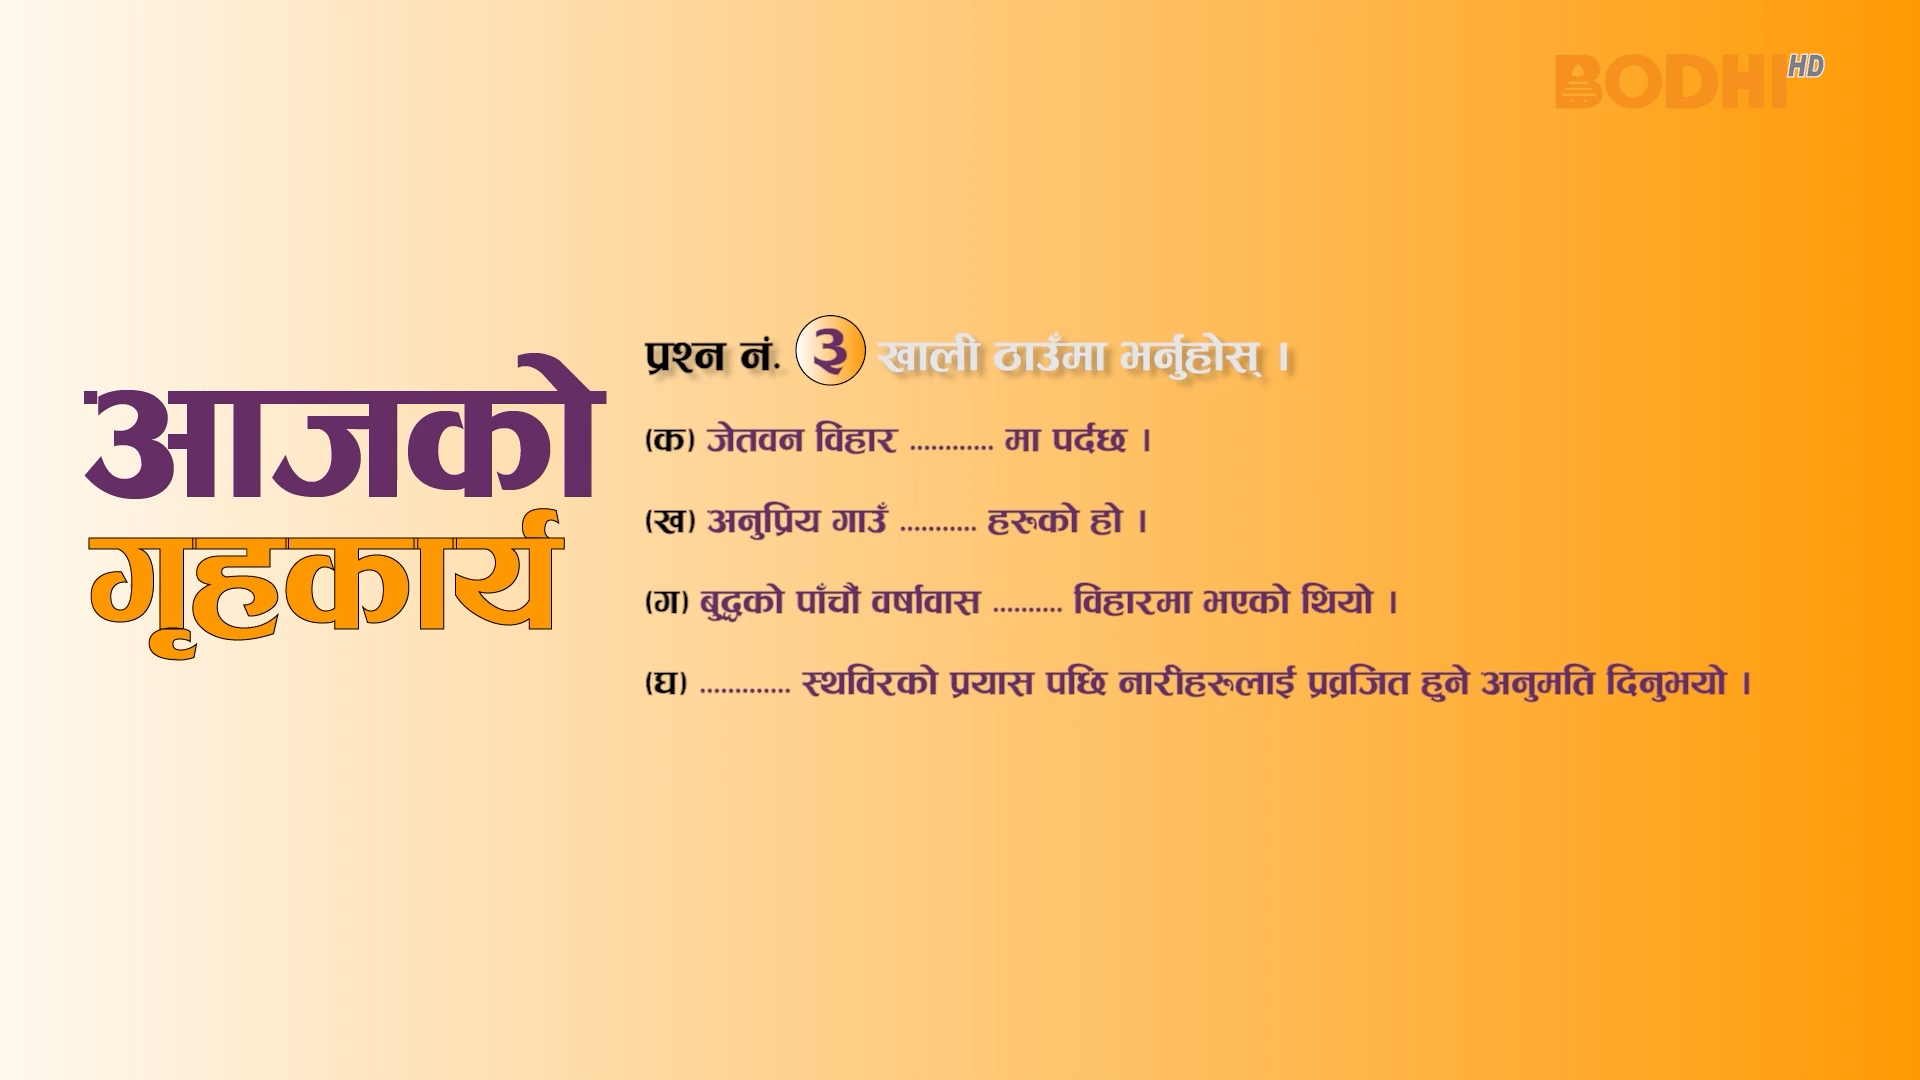 BODHI HD
आजको
गृहकार्य
प्रश्न नं. ३ खाली ठाउँमा भर्नुहोस् ।
(क) जेतवन विहार ............ मा पर्दछ ।
(ख) अनुप्रिय गाउँ ........... हरुको हो ।
(ग) बुद्धको पाँचौं वर्षावास .......... विहारमा भएको थियो ।
(घ) ............. स्थविरको प्रयास पछि नारीहरुलाई प्रव्रजित हुने अनुमति दिनुभयो ।